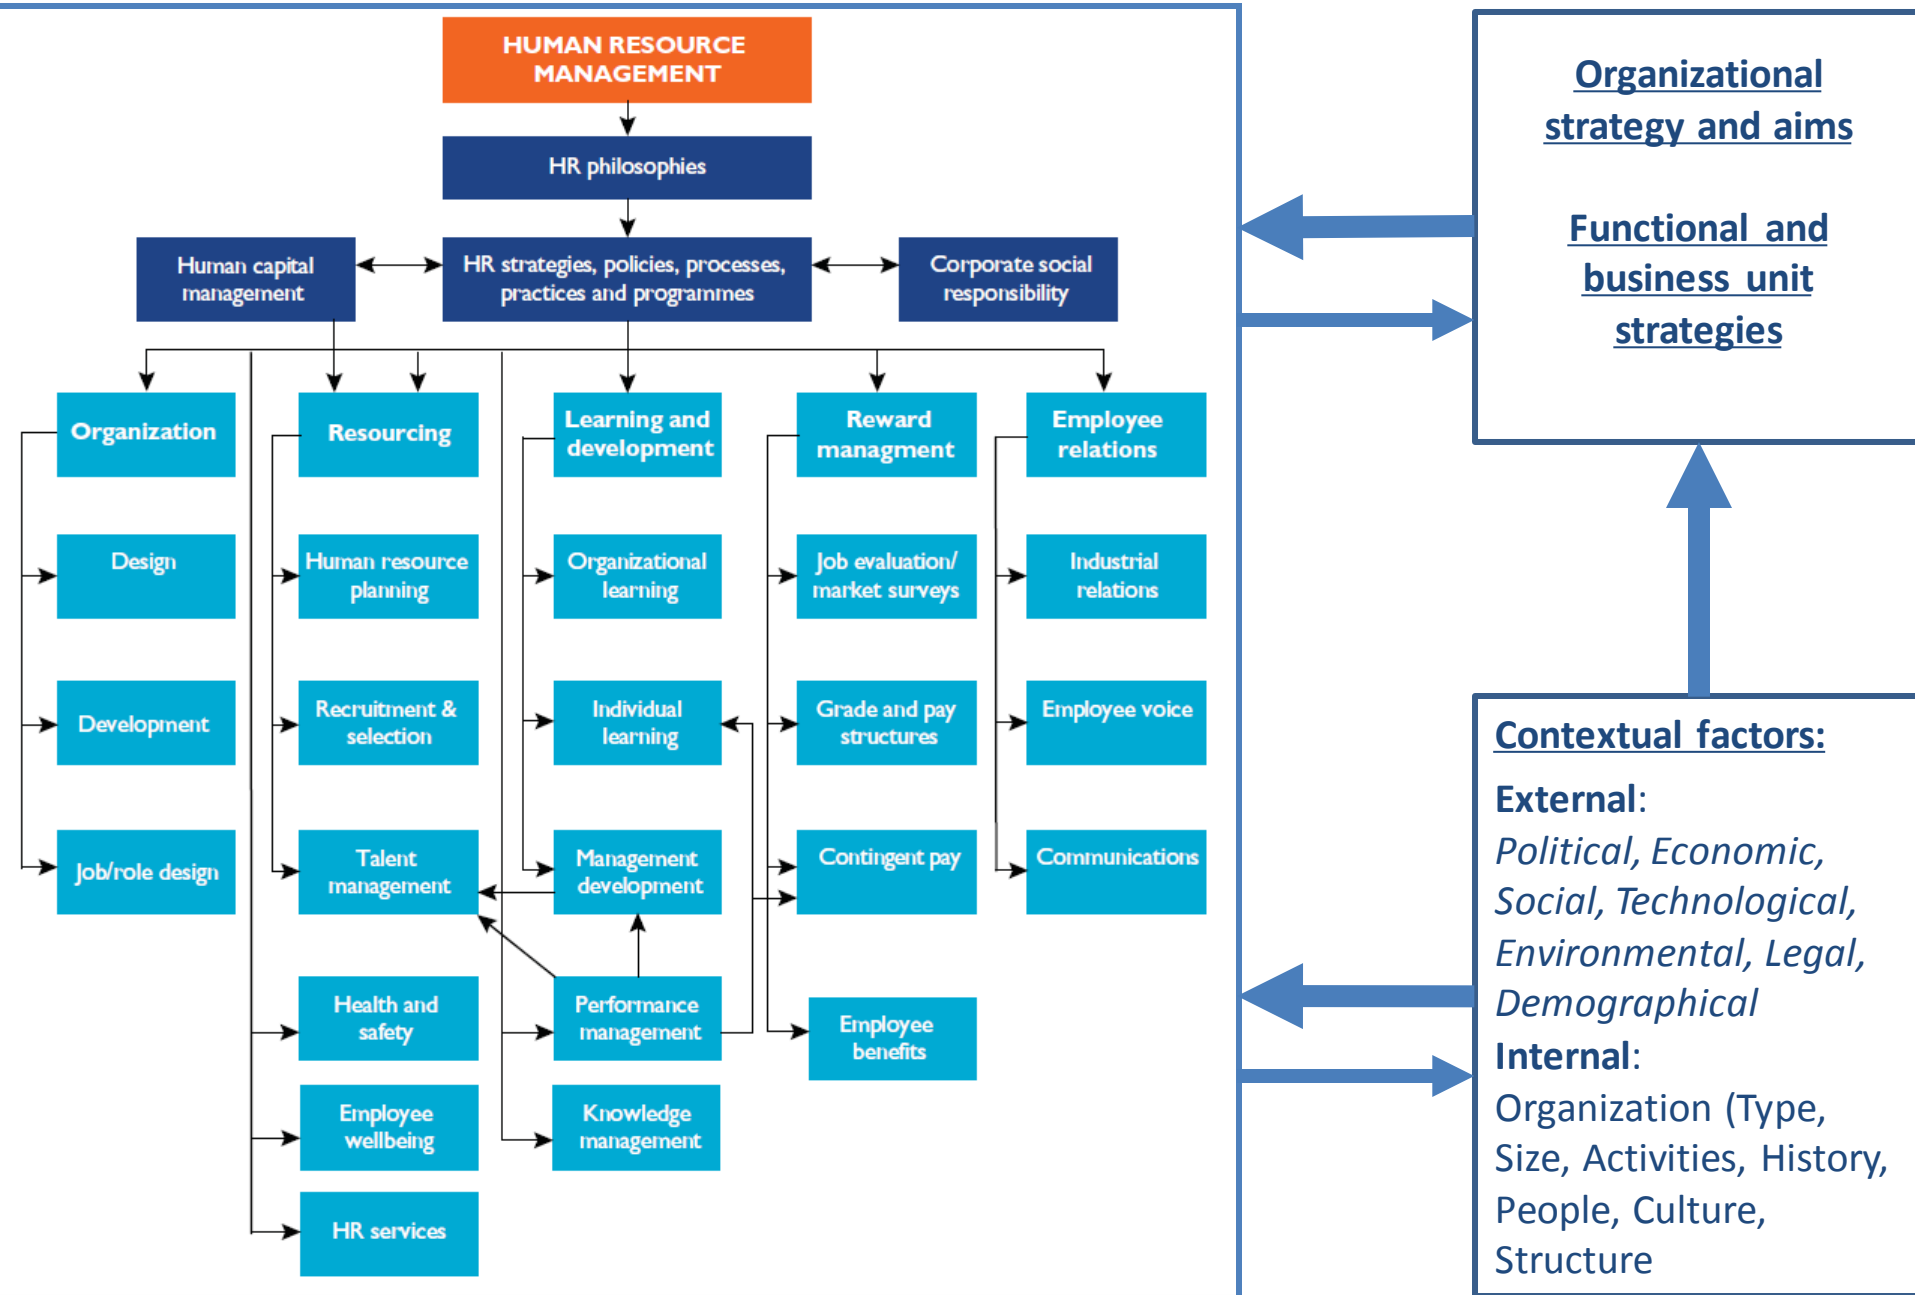 HUMAN RESOURCE
MANAGEMENT
HR philosophies
Human capital
management
HR strategies, policies, processes,
practices and programmes
Corporate social
responsibility
Organization
Resourcing
Learning and
development
Reward
managment
Employee
relations
Design
Human resource
planning
Organizational
learning
Job evaluation/
market surveys
Industrial
relations
Development
Recruitment &
selection
Individual
learning
Grade and pay
structures
Employee voice
Job/role design
Talent
management
Management
development
Contingent pay
Communications
Health and
safety
Performance
management
Employee
benefits
Employee
wellbeing
Knowledge
management
HR services
Organizational
strategy and aims
Functional and
business unit
strategies
Contextual factors:
External:
Political, Economic,
Social, Technological,
Environmental, Legal,
Demographical
Internal:
Organization (Type,
Size, Activities, History,
People, Culture,
Structure